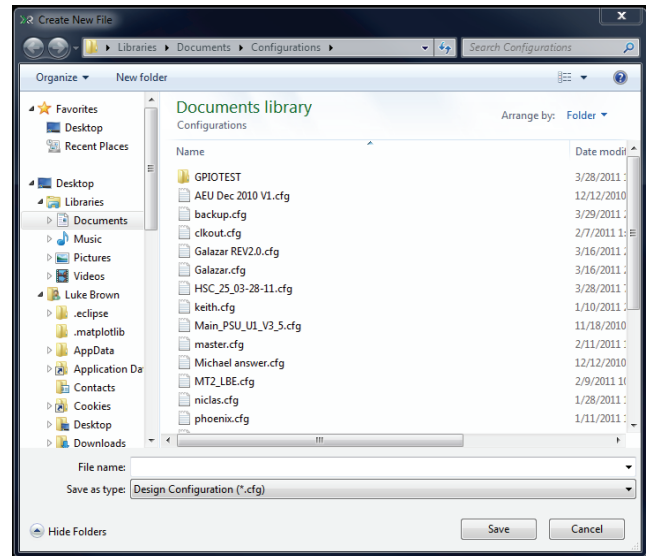 Create New File
Libraries Documents Configurations
Search Configurations
Organize New folder
Favorites
Desktop
Recent Places
Desktop
Libraries
Documents
Music
Pictures
Videos
Luke Brown
.eclipse
.matplotlib
AppData
Application Da
Contacts
Cookies
Desktop
Downloads
Documents library
Configurations
Arrange by: Folder
Name Date modif
GPIOTEST 3/28/2011
AEU Dec 2010 V1.cfg 12/12/2010
backup.cfg 3/29/2011
clkout.cfg 2/7/2011 1:
Galazar REV2.0.cfg 3/16/2011
Galazar.cfg 3/16/2011
HSC_25_03-28-11.cfg 3/28/2011
keith.cfg 1/10/2011
Main_PSU_U1_V3_5.cfg 11/18/2010
master.cfg 2/11/2011
Michael answer.cfg 12/12/2010
MT2_LBE.cfg 2/9/2011 1(
niclas.cfg 1/28/2011
phoenix.cfg 1/11/2011
File name:
Save as type: Design Configuration (*.cfg)
Hide Folders
Save Cancel